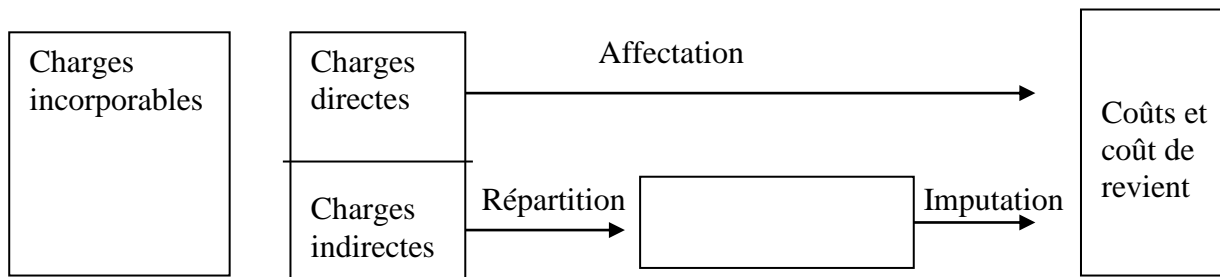 Charges
incorporables
Charges
directes
Affectation
Coûts et
coût de
revient
Charges
indirectes
Répartition
Imputation